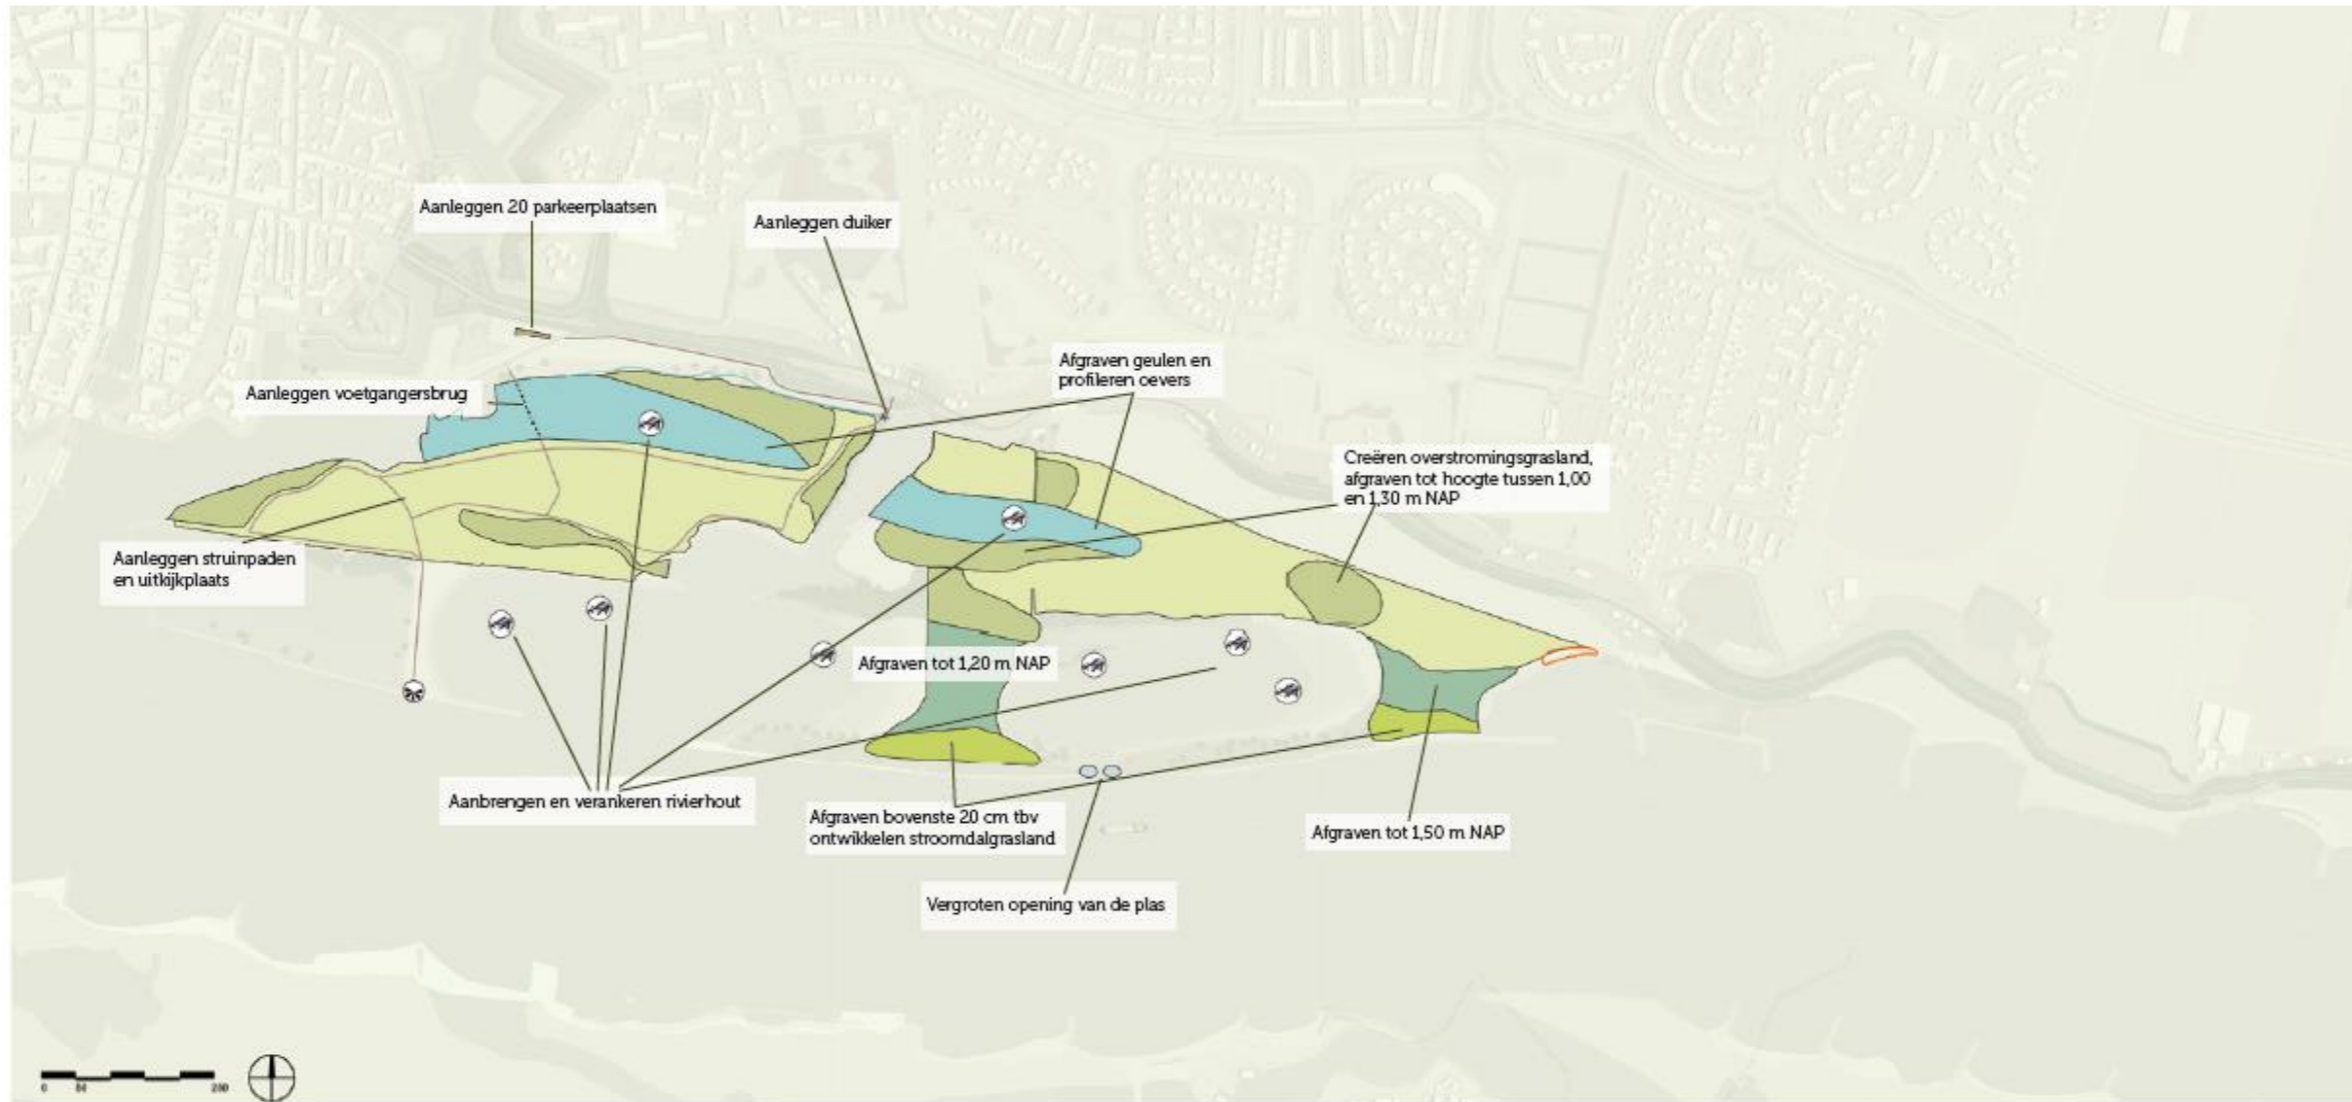 Aanleggen 20 parkeerplaatsen
Aanleggen duiker
Afgraven geulen en
profileren oevers
Aanleggen voetgangersbrug
Creëren overstromingsgrasland,
afgraven tot hoogte tussen 1,00
en 1,30 m NAP
Aanleggen struinpaden
en uitkijkplaats
Afgraven tot 1,20 m NAP
Aanbrengen en verankeren rivierhout
Afgraven bovenste 20 cm tbv
ontwikkelen stroomdalgrasland
Afgraven tot 1,50 m NAP
Vergroten opening van de plas
0